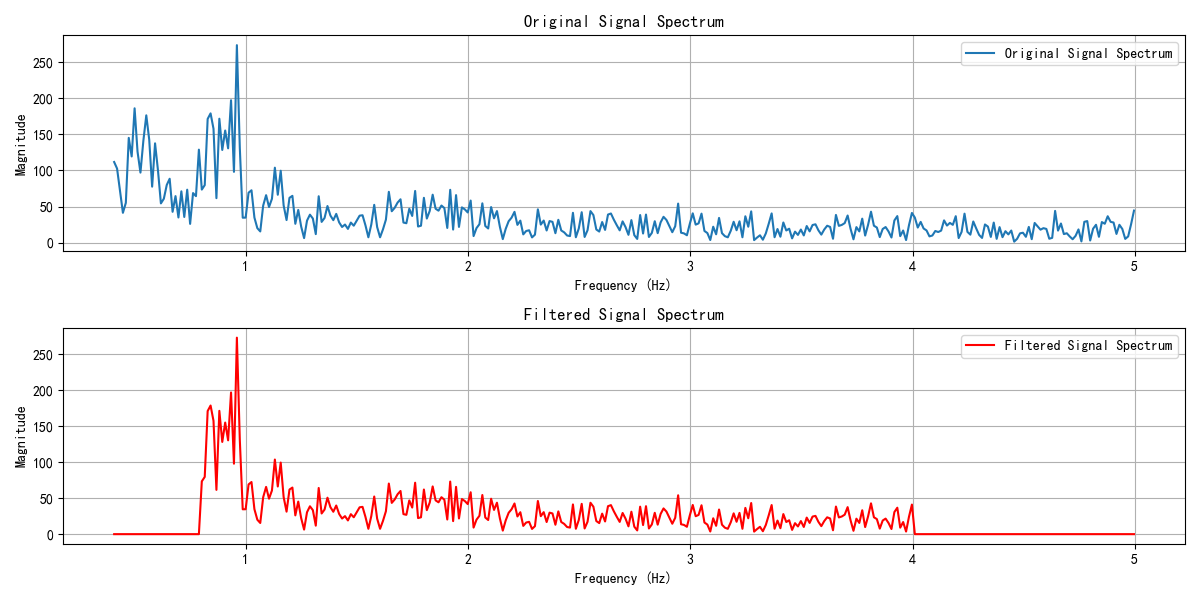 Original Signal Spectrum
Original Signal Spectrum
Magnitude
250
200
150
100
50
0
1
2
3
4
5
Frequency (Hz)
Filtered Signal Spectrum
Filtered Signal Spectrum
Magnitude
250
200
150
100
50
0
1
2
3
4
5
Frequency (Hz)